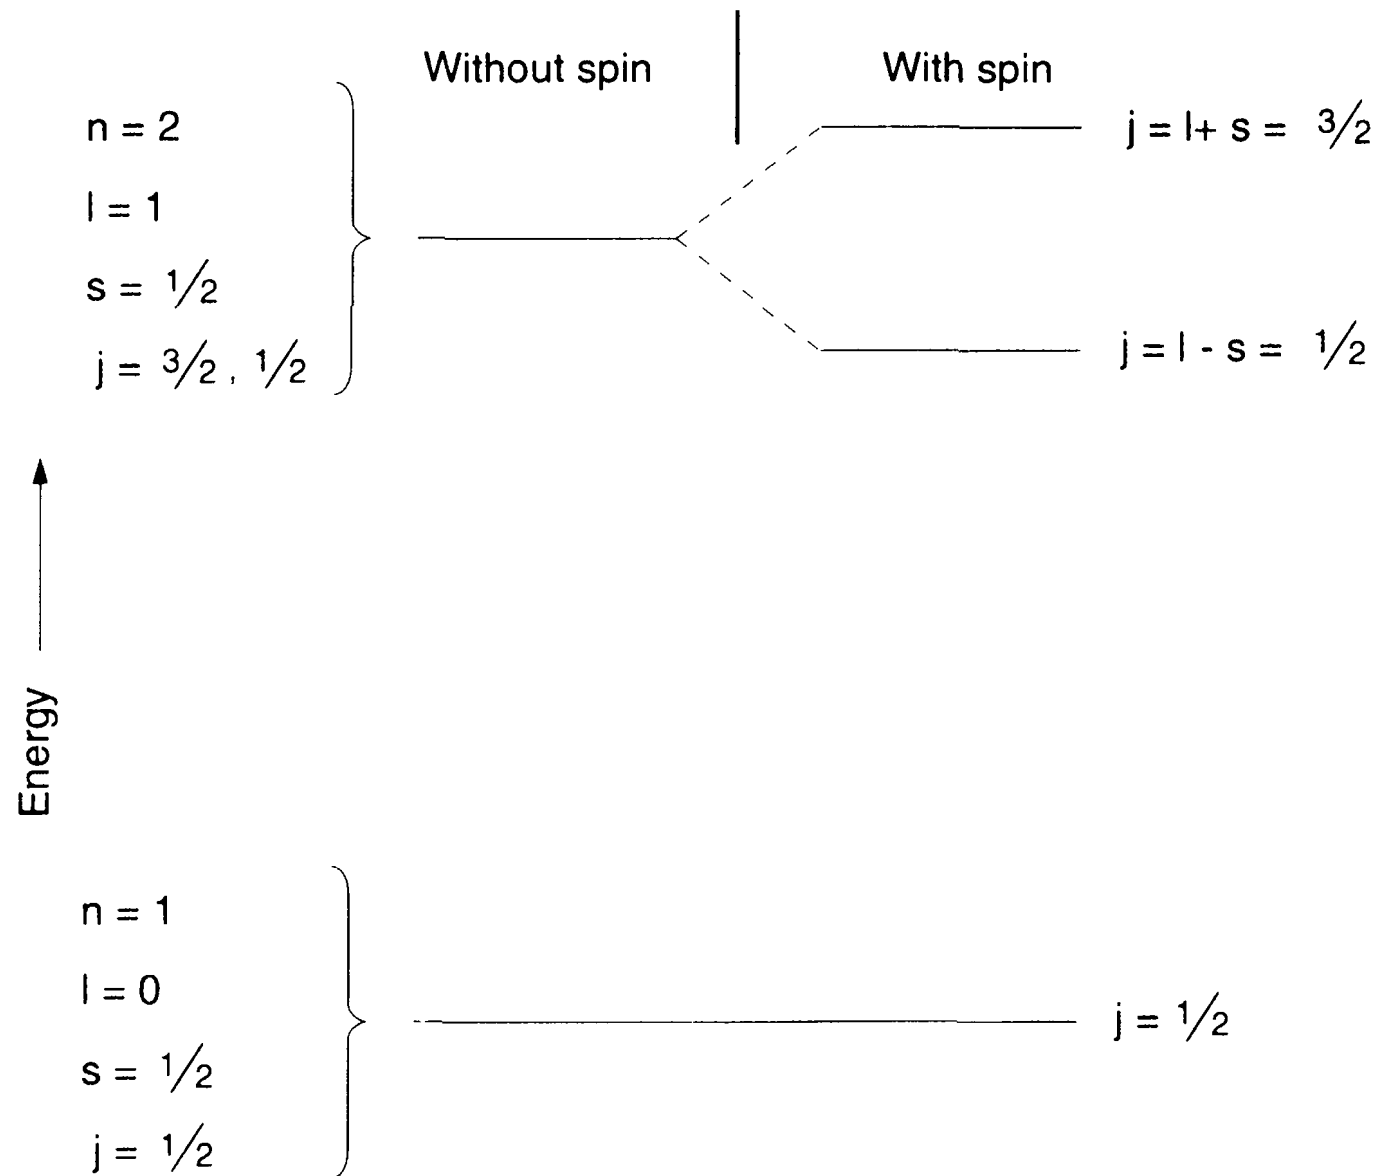 Without spin
With spin
n = 2
l = 1
s = 1/2
j = 3/2 , 1/2
j = l+ s = 3/2
j = l - s = 1/2
Energy
n = 1
l = 0
s = 1/2
j = 1/2
j = 1/2